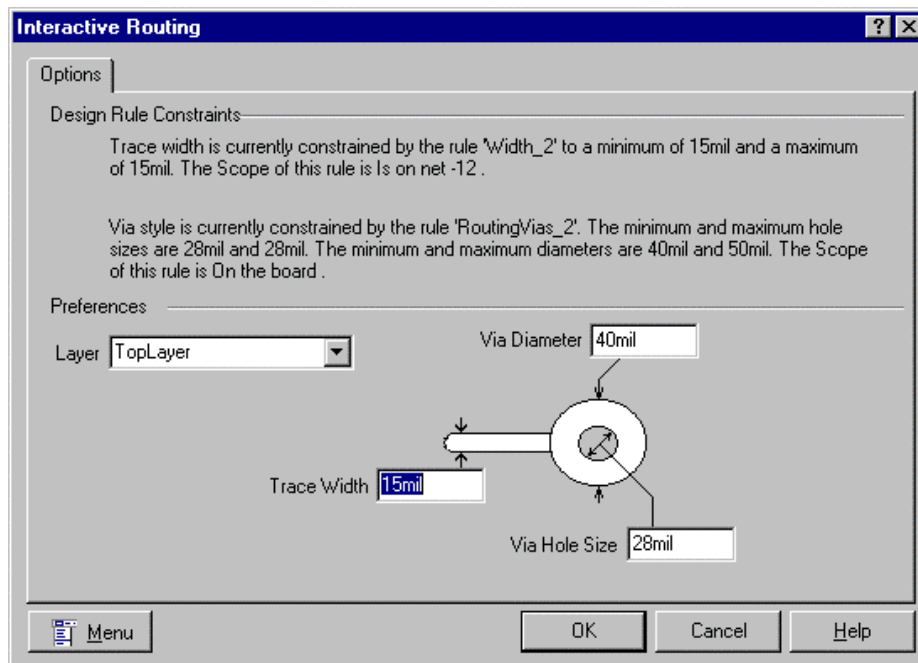 Interactive Routing
Options
Design Rule Constraints
Trace width is currently constrained by the rule 'Width_2' to a minimum of 15mil and a maximum
of 15mil. The Scope of this rule is Is on net -12 .
Via style is currently constrained by the rule 'RoutingVias_2'. The minimum and maximum hole
sizes are 28mil and 28mil. The minimum and maximum diameters are 40mil and 50mil. The Scope
of this rule is On the board .
Preferences
Via Diameter 40mil
Layer TopLayer
Trace Width 15mil
Via Hole Size 28mil
Menu OK Cancel Help